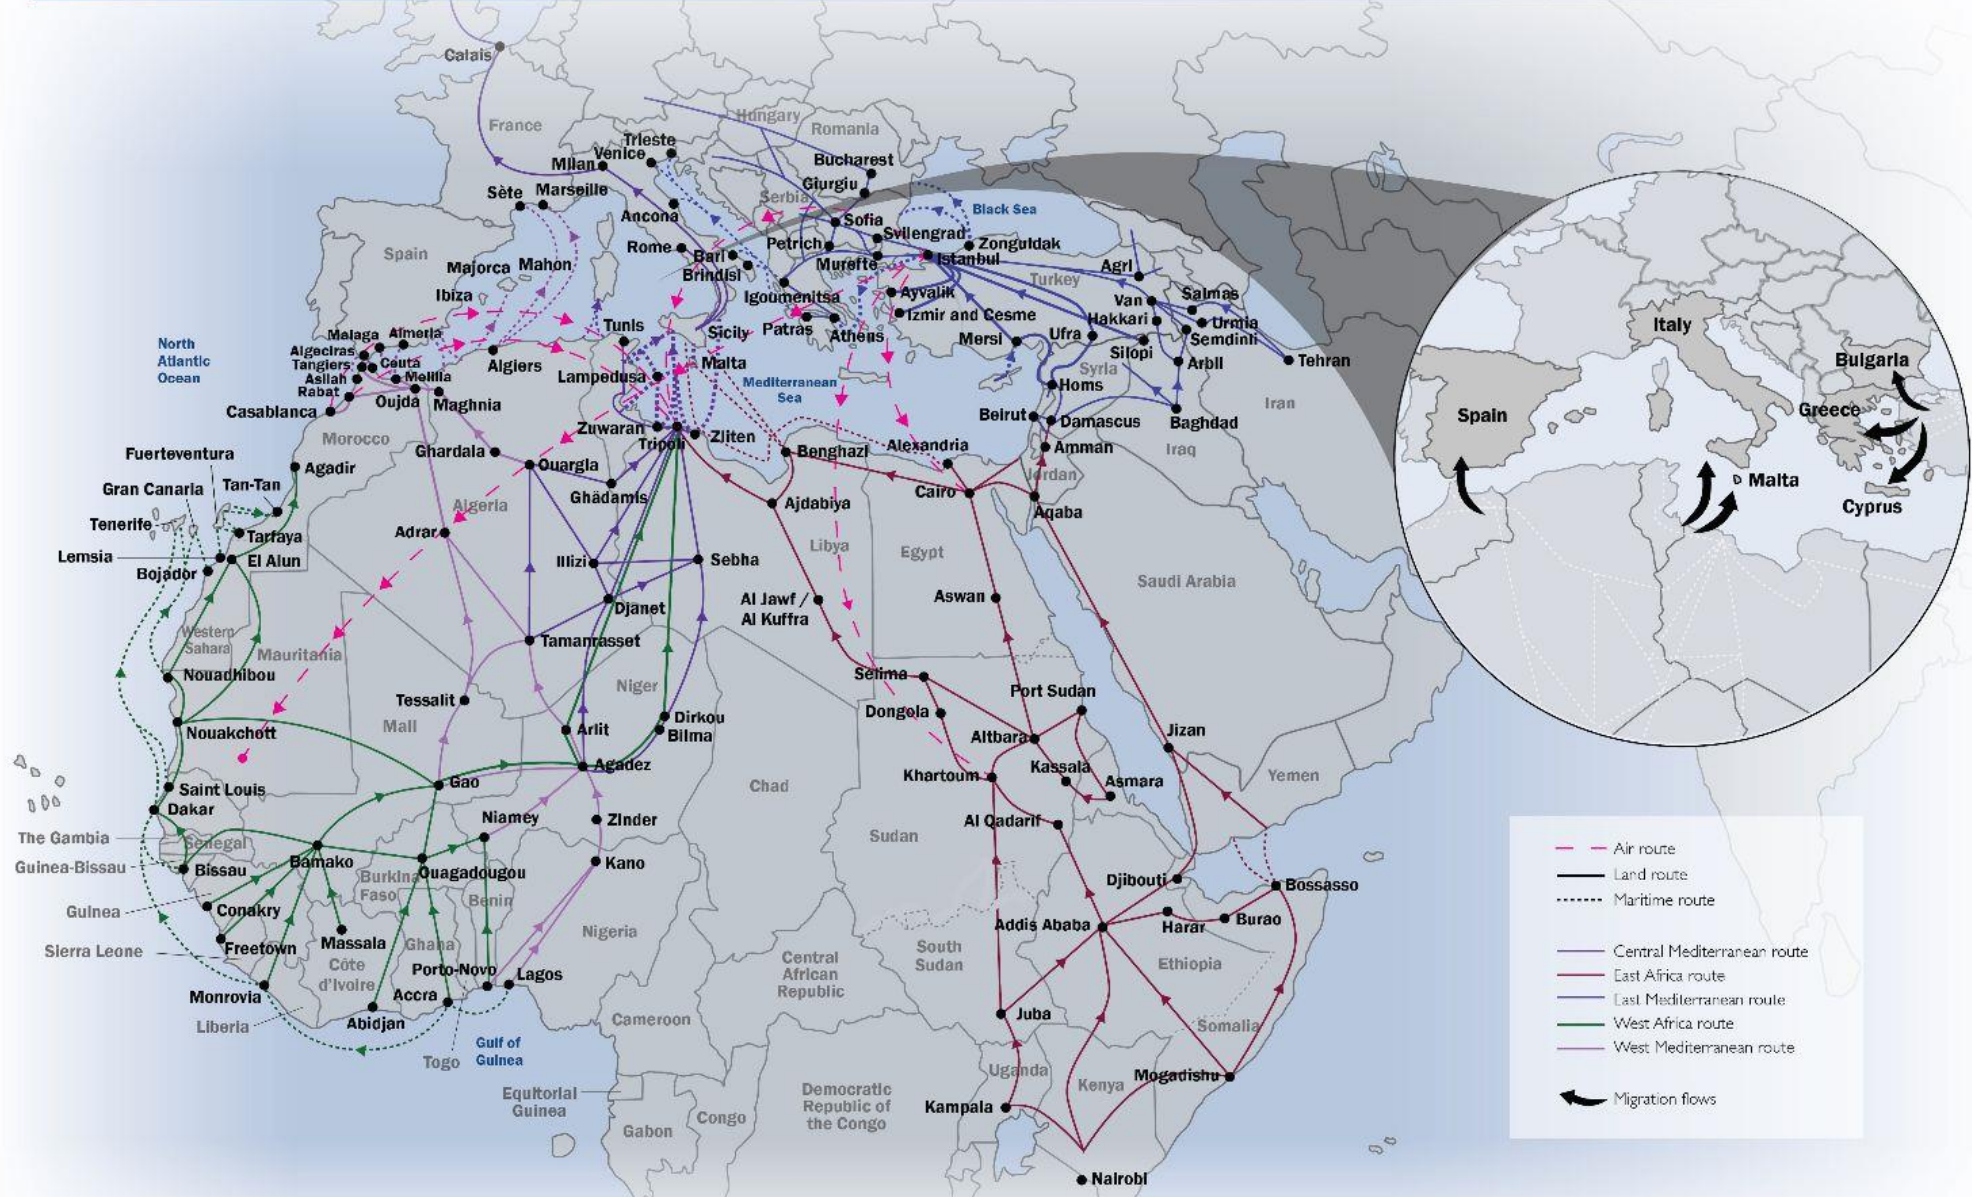 Calais
France
Hungary
Romania
Trieste
Venice
Milan
Bucharest
Giurgiu
Serbia
Sète
Marseille
Ancona
Sofia
Black Sea
Svilengrad
Zonguldak
Petrich
Rome
Bari
Brindisi
Murefte
Istanbul
Spain
Majorca
Mahon
Ibiza
Igoumenitsa
Ayvalik
Turkey
Agri
Van
Salmas
Izmir and Cesme
Hakkari
Urmia
Semdinli
Tunis
Sicily
Patras
Athens
Mersi
Ufra
Silopi
Arbil
Tehran
North
Atlantic
Ocean
Malaga
Almeria
Algeciras
Tangiers
Ceuta
Asilah
Melilla
Rabat
Oujda
Maghnia
Casablanca
Algiers
Lampedusa
Malta
Mediterranean
Sea
Syria
Homs
Iran
Beirut
Damascus
Baghdad
Zuwaran
Tripoli
Zliten
Benghazi
Alexandria
Amman
Iraq
Morocco
Ghardala
Ouargla
Ghädamis
Fuerteventura
Agadir
Gran Canaria
Tan-Tan
Tenerife
Tarfaya
Lemsia
El Aiun
Bojador
Algeria
Adrar
Cairo
Jordan
Aqaba
Ajdabiya
Libya
Egypt
Saudi Arabia
Illizi
Sebha
Djanet
Al Jawf /
Al Kuffra
Aswan
Tamanrasset
Western
Sahara
Mauritania
Nouadhibou
Nouakchott
Tessalit
Mali
Niger
Arlit
Dirkou
Bilma
Agadez
Selima
Dongola
Port Sudan
Altbara
Jizan
Khartoum
Kassala
Asmara
Yemen
Saint Louis
Dakar
Gao
Chad
Niamey
Zinder
Kano
Al Qadarif
Sudan
The Gambia
Senegal
Guinea-Bissau
Bissau
Bamako
Burkina
Faso
Ouagadougou
Benin
Guinea
Conakry
Sierra Leone
Freetown
Massala
Ghana
Nigeria
Côte
d'Ivoire
Porto-Novo
Lagos
Monrovia
Accra
Abidjan
Liberia
Togo
Gulf of
Guinea
Cameroon
Central
African
Republic
South
Sudan
Djibouti
Bossasso
Addis Ababa
Harar
Burao
Ethiopia
Juba
Somalia
Uganda
Kenya
Mogadishu
Kampala
Nairobi
Equitorial
Guinea
Gabon
Congo
Democratic
Republic of
the Congo
Italy
Bulgaria
Spain
Greece
Malta
Cyprus
Air route
Land route
Maritime route
Central Mediterranean route
East Africa route
East Mediterranean route
West Africa route
West Mediterranean route
Migration flows